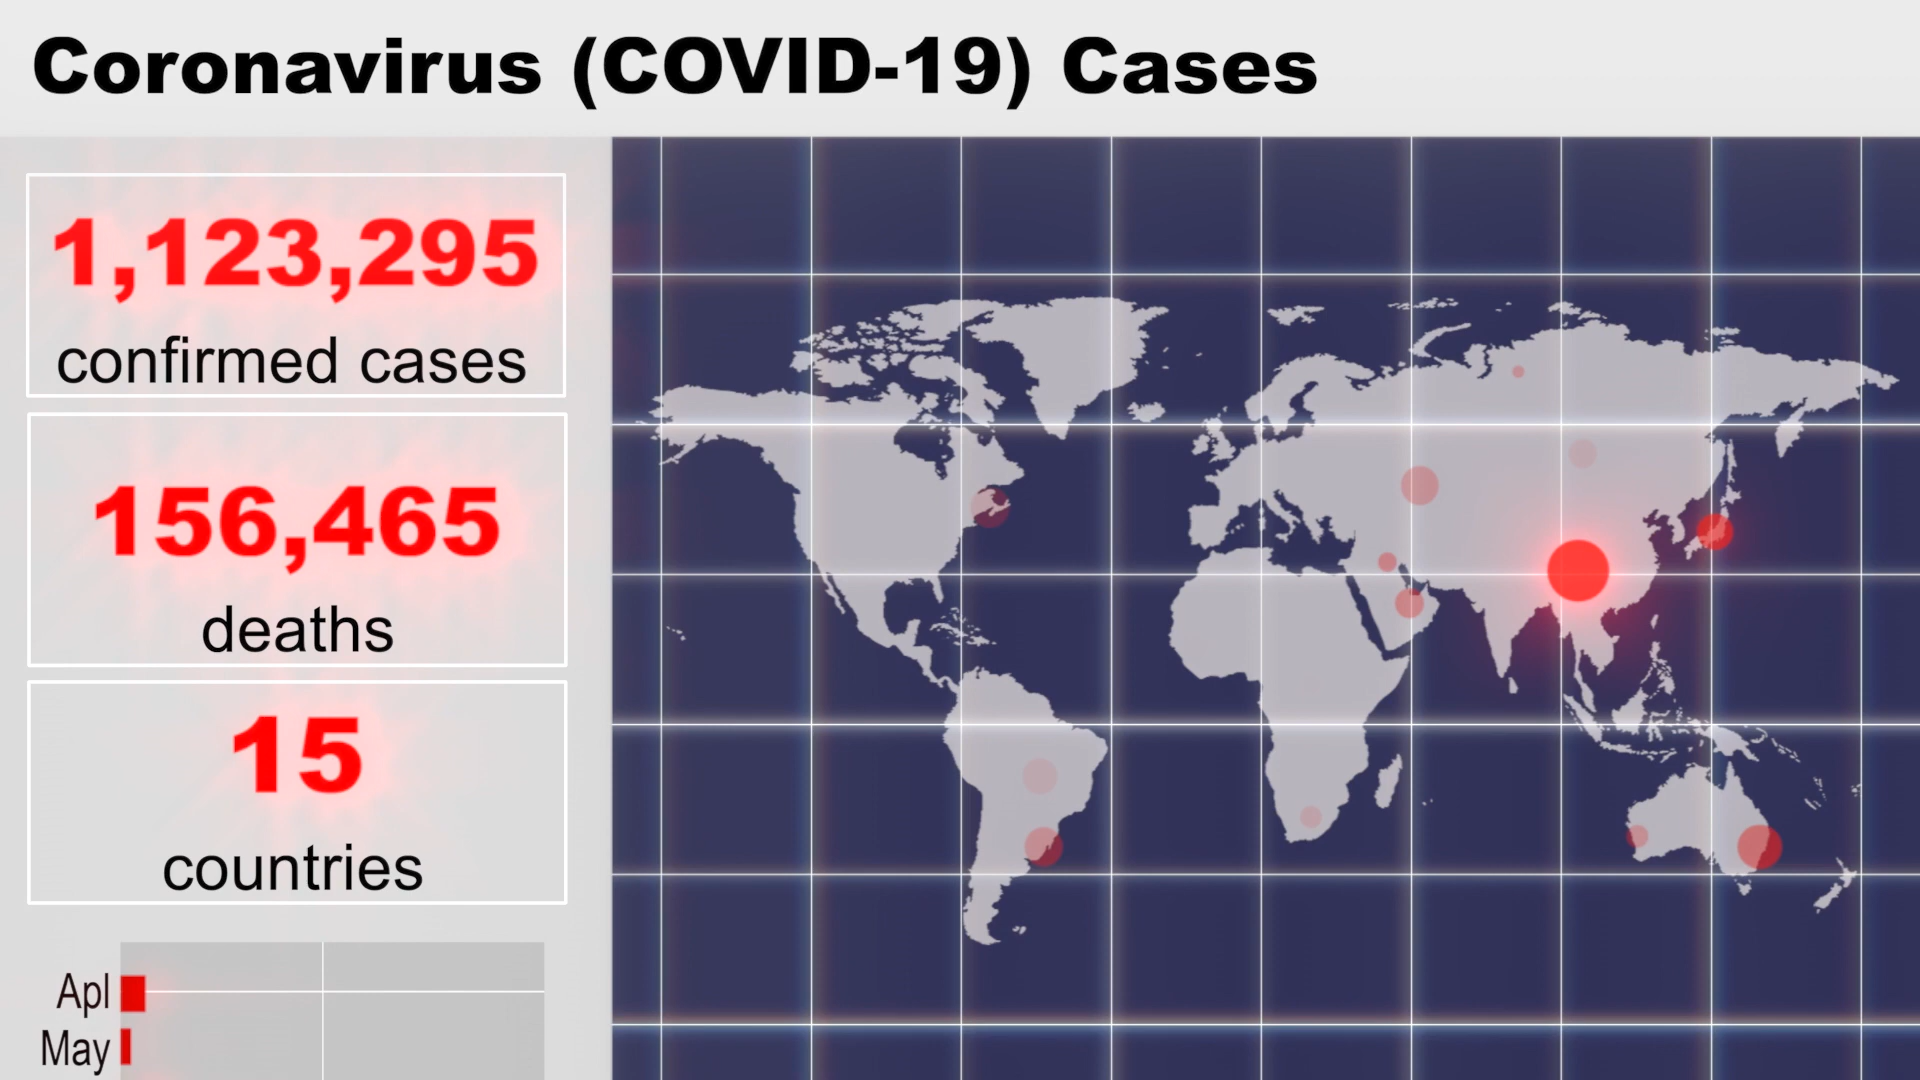 Coronavirus (COVID-19) Cases
1,123,295
confirmed cases
156,465
deaths
15
countries
Apl
May